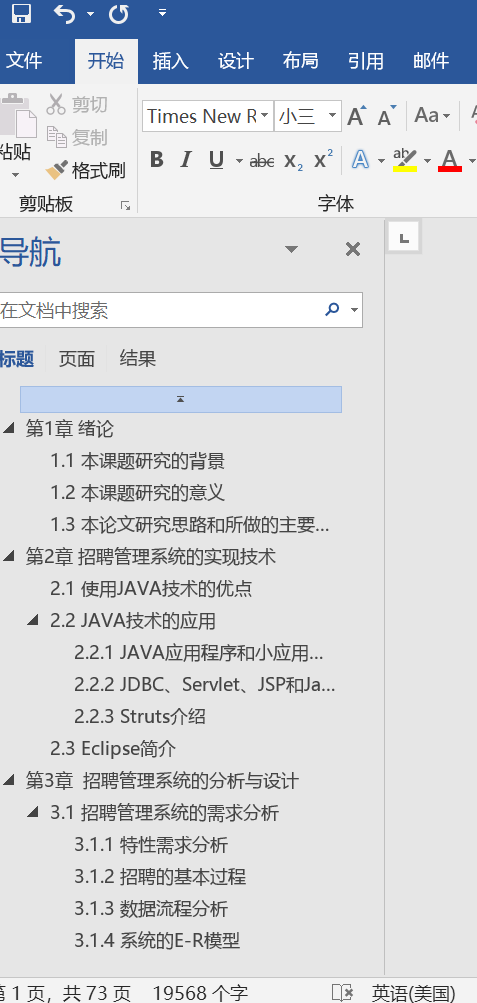 文件 开始 插入 设计 布局 引用 邮件
剪切
Times New R 小三 A A Aa
复制
粘贴
格式刷
B I U abc X₂ X² A ab A
剪贴板 字体
导航
L
在文档中搜索
标题 页面 结果
第1章 绪论
1.1 本课题研究的背景
1.2 本课题研究的意义
1.3 本论文研究思路和所做的主要...
第2章 招聘管理系统的实现技术
2.1 使用JAVA技术的优点
2.2 JAVA技术的应用
2.2.1 JAVA应用程序和小应用...
2.2.2 JDBC、Servlet、JSP和Ja...
2.2.3 Struts介绍
2.3 Eclipse简介
第3章 招聘管理系统的分析与设计
3.1 招聘管理系统的需求分析
3.1.1 特性需求分析
3.1.2 招聘的基本过程
3.1.3 数据流程分析
3.1.4 系统的E-R模型
第 1 页，共 73 页 19568 个字 英语(美国)